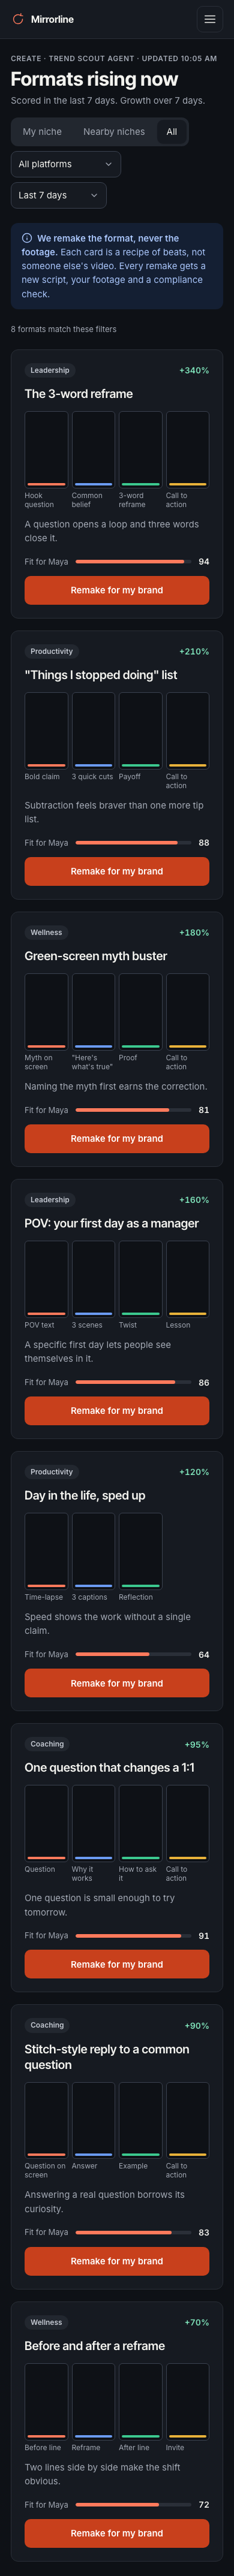 Mirrorline
CREATE · TREND SCOUT AGENT · UPDATED 10:05 AM
Formats rising now
Scored in the last 7 days. Growth over 7 days.
My niche
Nearby niches
All
All platforms
Last 7 days
We remake the format, never the
footage. Each card is a recipe of beats, not
someone else's video. Every remake gets a
new script, your footage and a compliance
check.
8 formats match these filters
Leadership
+340%
The 3-word reframe
Hook question
Common belief
3-word reframe
Call to action
A question opens a loop and three words
close it.
Fit for Maya
94
Remake for my brand
Productivity
+210%
"Things I stopped doing" list
Bold claim
3 quick cuts
Payoff
Call to action
Subtraction feels braver than one more tip
list.
Fit for Maya
88
Remake for my brand
Wellness
+180%
Green-screen myth buster
Myth on screen
"Here's what's true"
Proof
Call to action
Naming the myth first earns the correction.
Fit for Maya
81
Remake for my brand
Leadership
+160%
POV: your first day as a manager
POV text
3 scenes
Twist
Lesson
A specific first day lets people see
themselves in it.
Fit for Maya
86
Remake for my brand
Productivity
+120%
Day in the life, sped up
Time-lapse
3 captions
Reflection
Speed shows the work without a single
claim.
Fit for Maya
64
Remake for my brand
Coaching
+95%
One question that changes a 1:1
Question
Why it works
How to ask it
Call to action
One question is small enough to try
tomorrow.
Fit for Maya
91
Remake for my brand
Coaching
+90%
Stitch-style reply to a common
question
Question on screen
Answer
Example
Call to action
Answering a real question borrows its
curiosity.
Fit for Maya
83
Remake for my brand
Wellness
+70%
Before and after a reframe
Before line
Reframe
After line
Invite
Two lines side by side make the shift
obvious.
Fit for Maya
72
Remake for my brand